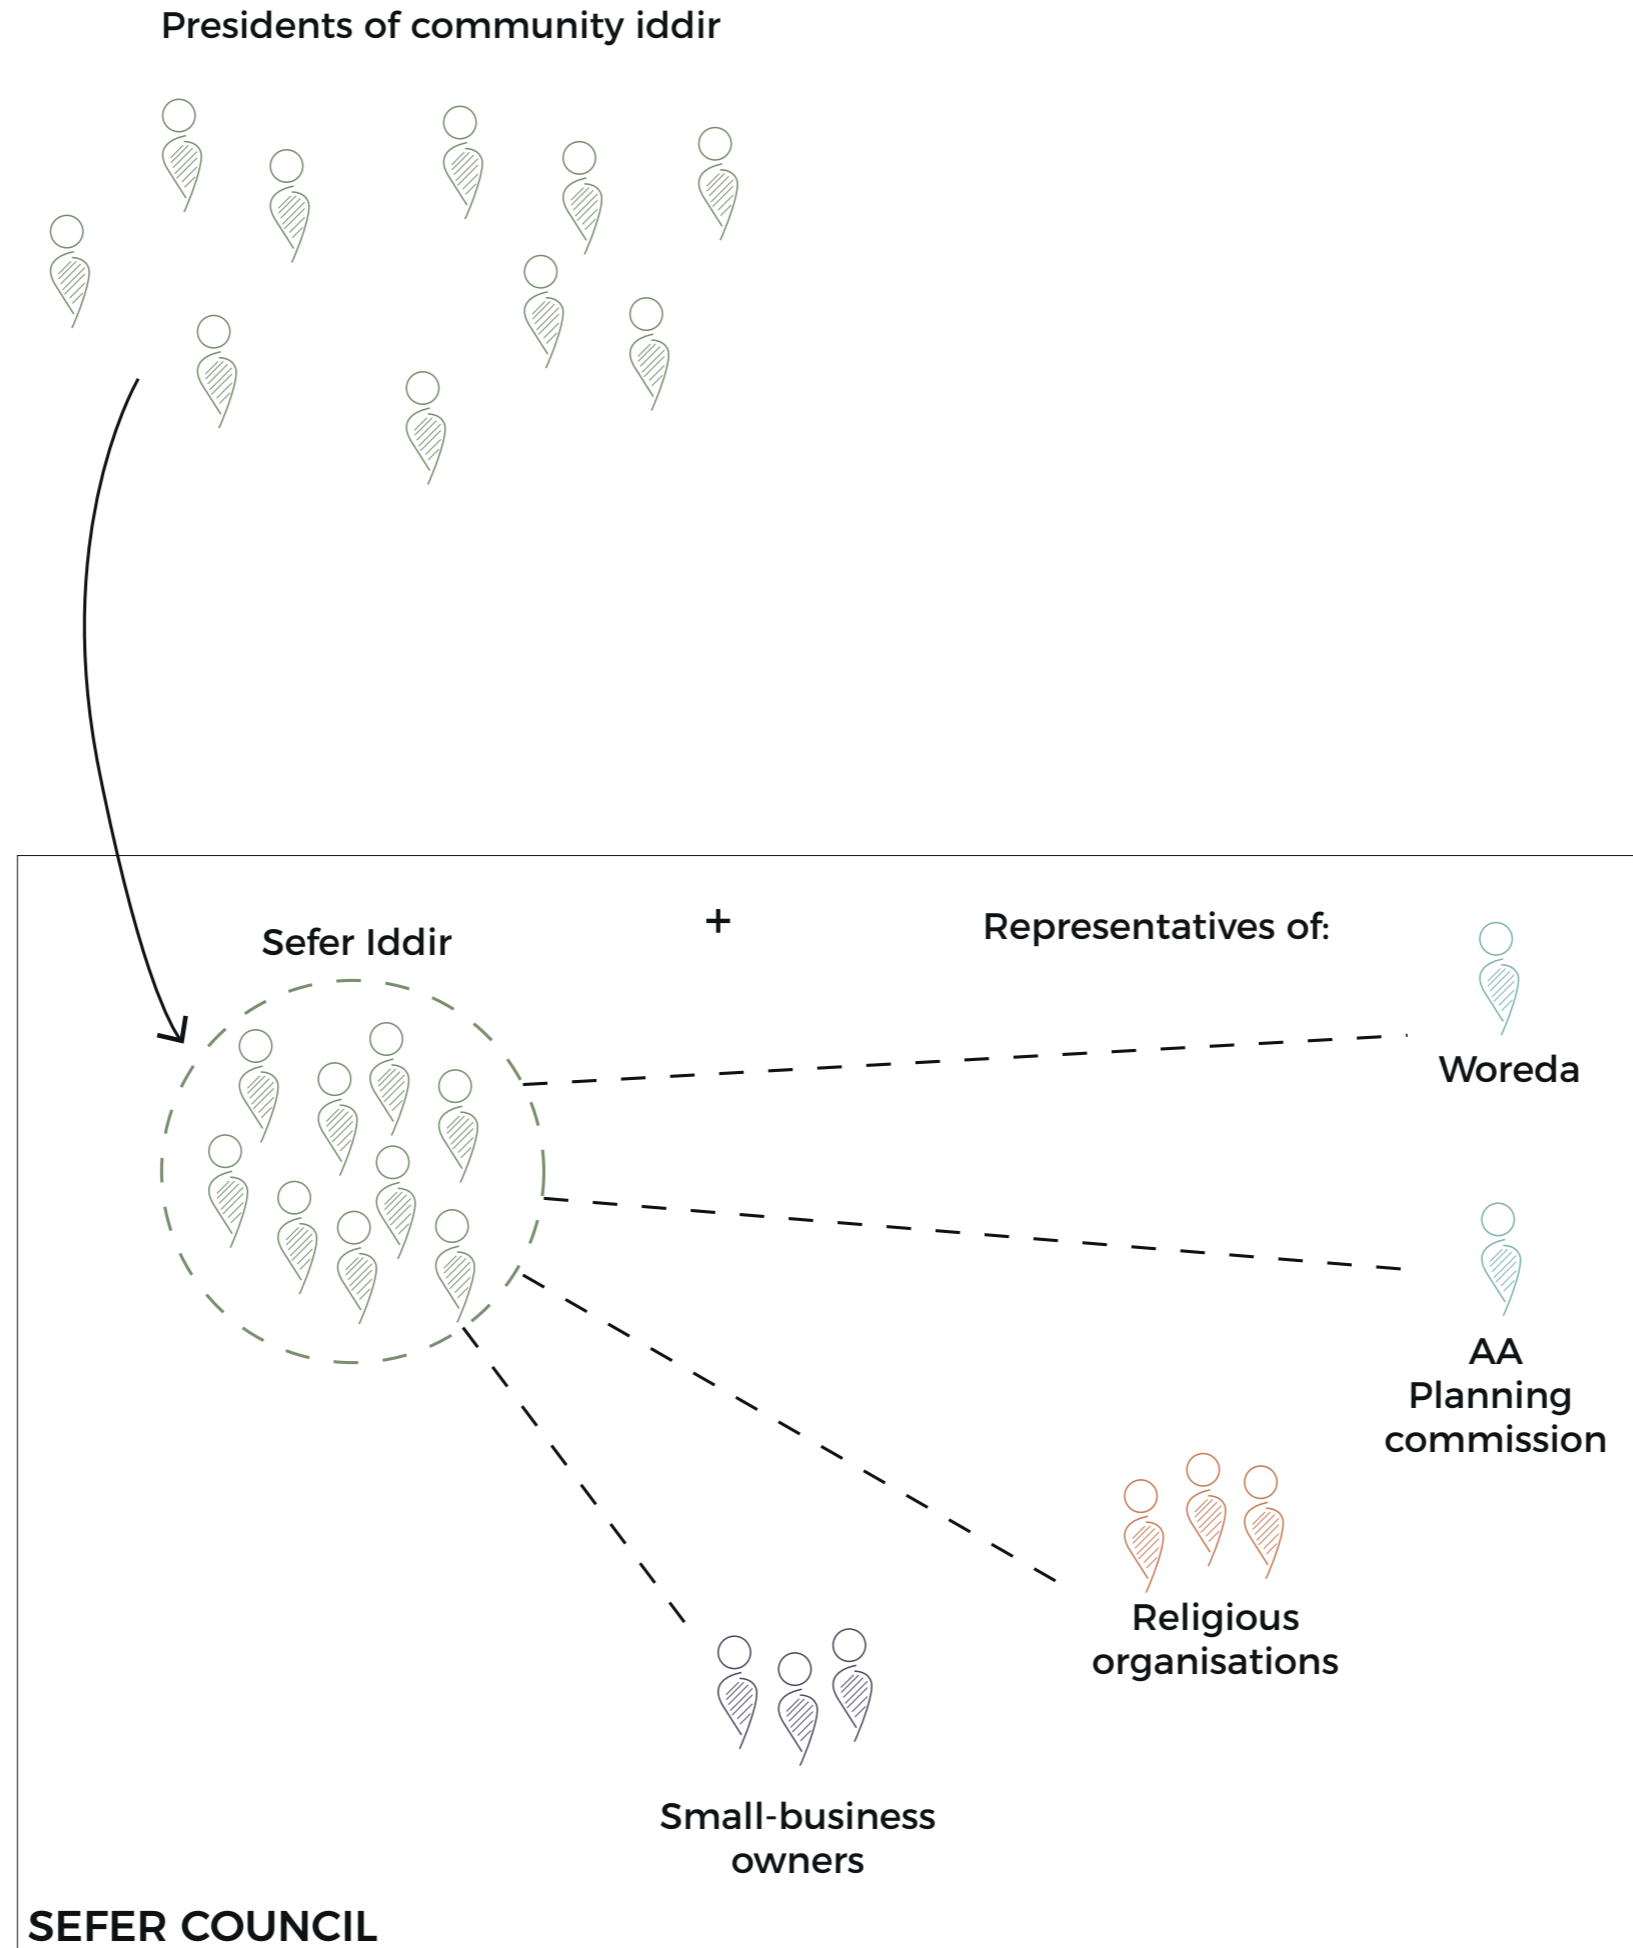 Presidents of community iddir
Sefer Iddir
+
Representatives of:
Woreda
AA
Planning
commission
Religious
organisations
Small-business
owners
SEFER COUNCIL